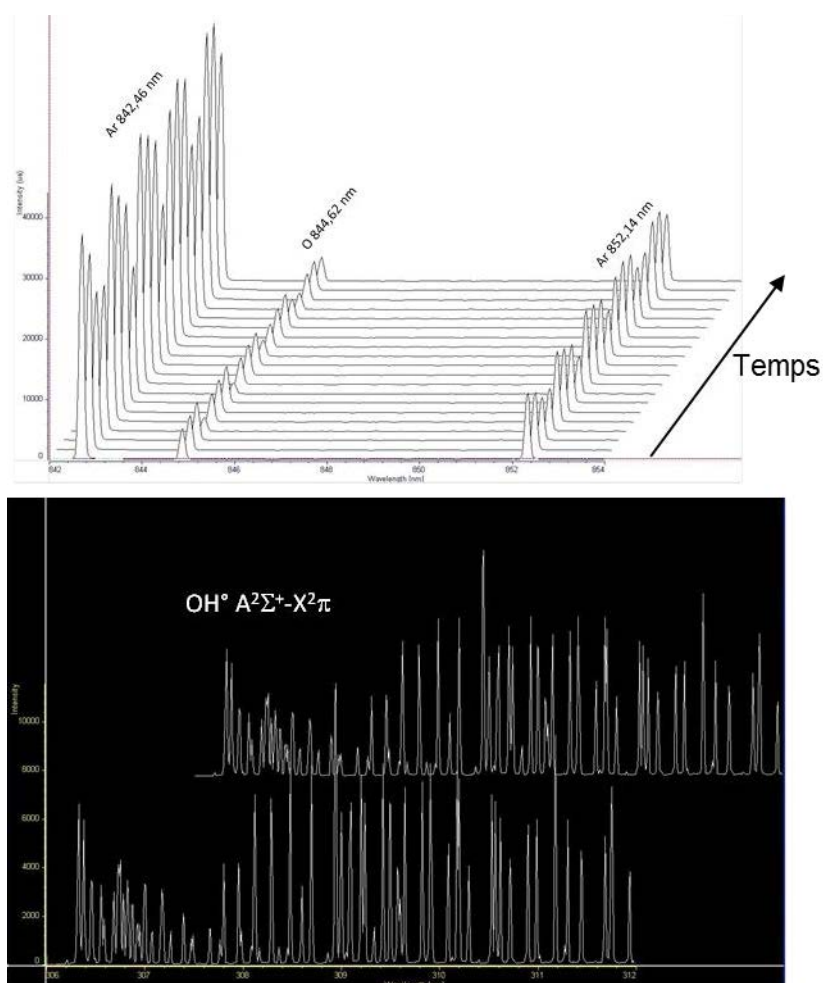 Ar 842,46 nm
O 844,62 nm
Ar 852,14 nm
Temps
Intensity (us)
40000
30000
20000
10000
0
842 844 846 848 850 852 854
Wavelength [nm]
OH° A²Σ⁺-X²π
Intensity
10000
8000
6000
4000
2000
0
306 307 308 309 310 311 312